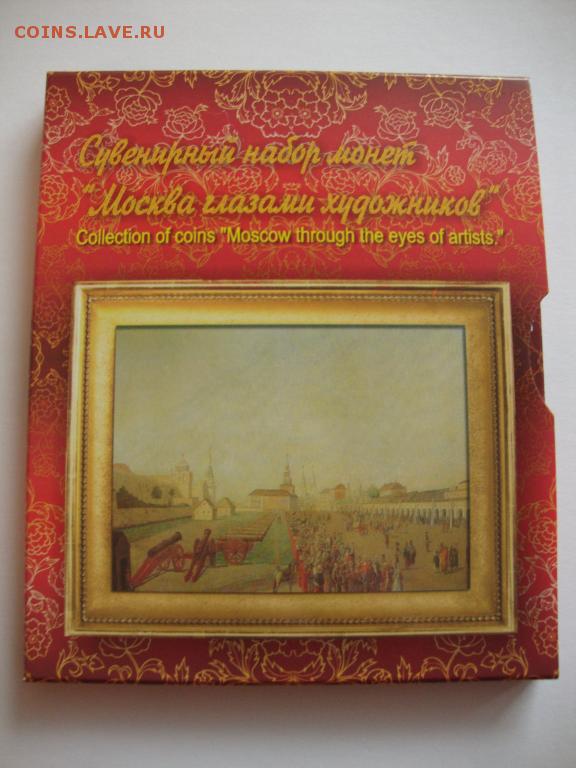 COINS.LAVE.RU
Сувенирный набор монет
"Москва глазами художников"
Collection of coins "Moscow through the eyes of artists."